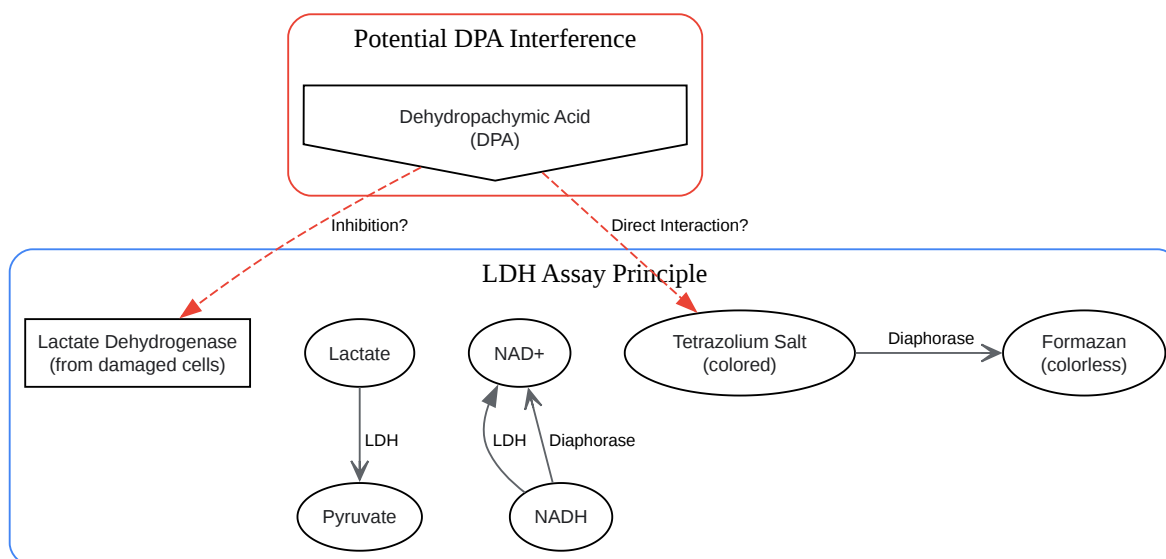 Potential DPA Interference
Dehydropachymic Acid
(DPA)
Inhibition?
Direct Interaction?
LDH Assay Principle
Lactate Dehydrogenase
(from damaged cells)
Lactate
NAD+
Tetrazolium Salt
(colored)
Diaphorase
Formazan
(colorless)
LDH
LDH
Diaphorase
Pyruvate
NADH